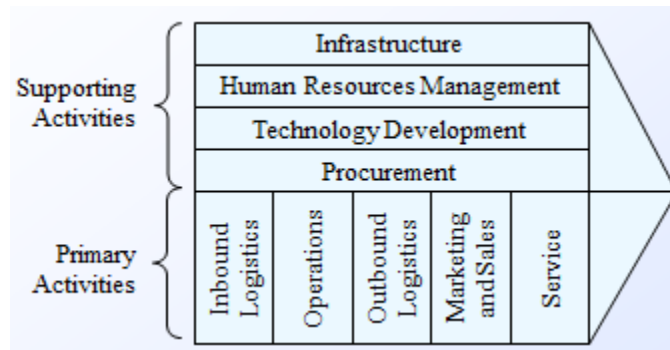 Supporting
Activities
Infrastructure
Human Resources Management
Technology Development
Procurement
Primary
Activities
Inbound
Logistics
Operations
Outbound
Logistics
Marketing
and Sales
Service